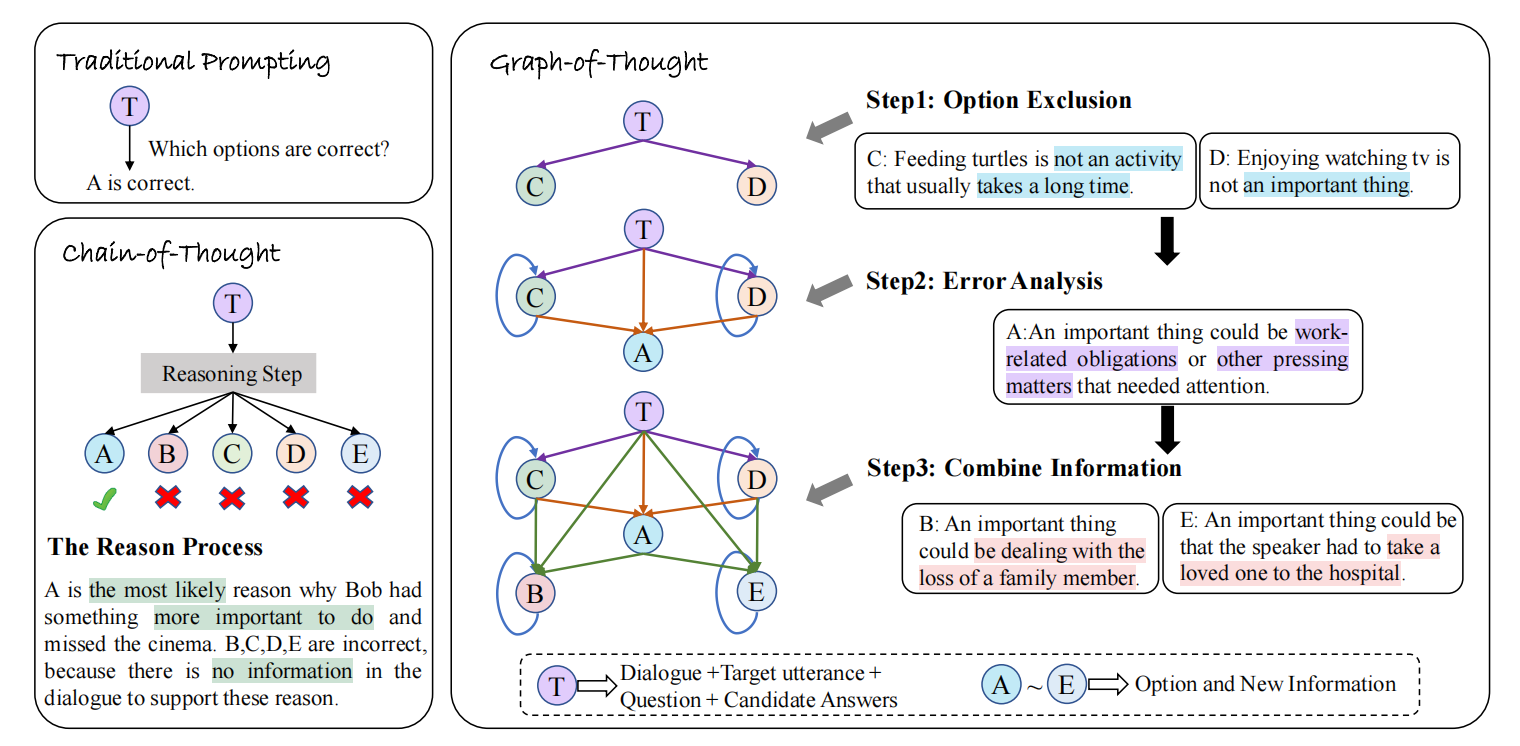 Traditional Prompting
T
Which options are correct?
A is correct.
Chain-of-Thought
T
Reasoning Step
A B C D E
The Reason Process
A is the most likely reason why Bob had
something more important to do and
missed the cinema. B,C,D,E are incorrect,
because there is no information in the
dialogue to support these reason.
Graph-of-Thought
T
C D
T
C D
A
T
C D
A
B E
Step1: Option Exclusion
C: Feeding turtles is not an activity
that usually takes a long time.
D: Enjoying watching tv is
not an important thing.
Step2: Error Analysis
A:An important thing could be work-
related obligations or other pressing
matters that needed attention.
Step3: Combine Information
B: An important thing
could be dealing with the
loss of a family member.
E: An important thing could be
that the speaker had to take a
loved one to the hospital.
T
Dialogue +Target utterance +
Question + Candidate Answers
A ~ E Option and New Information